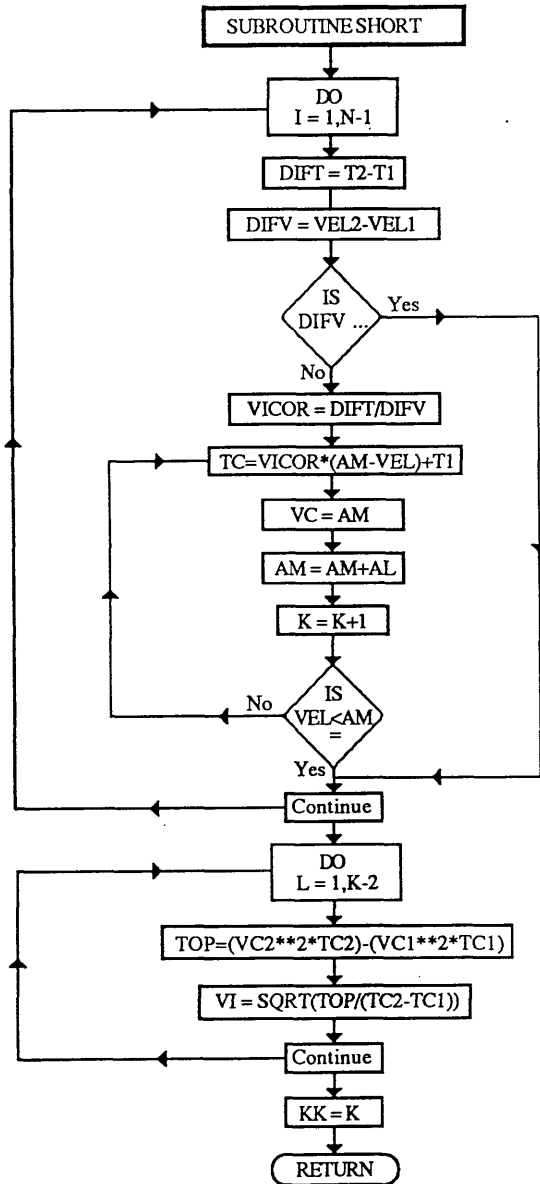 SUBROUTINE SHORT
DO
I = 1,N-1
DIFT = T2-T1
DIFV = VEL2-VEL1
IS
DIFV ...
Yes
No
VICOR = DIFT/DIFV
TC=VICOR*(AM-VEL)+T1
VC = AM
AM = AM+AL
K = K+1
IS
VEL<AM
=
No
Yes
Continue
DO
L = 1,K-2
TOP=(VC2**2*TC2)-(VC1**2*TC1)
VI = SQRT(TOP/(TC2-TC1))
Continue
KK = K
RETURN